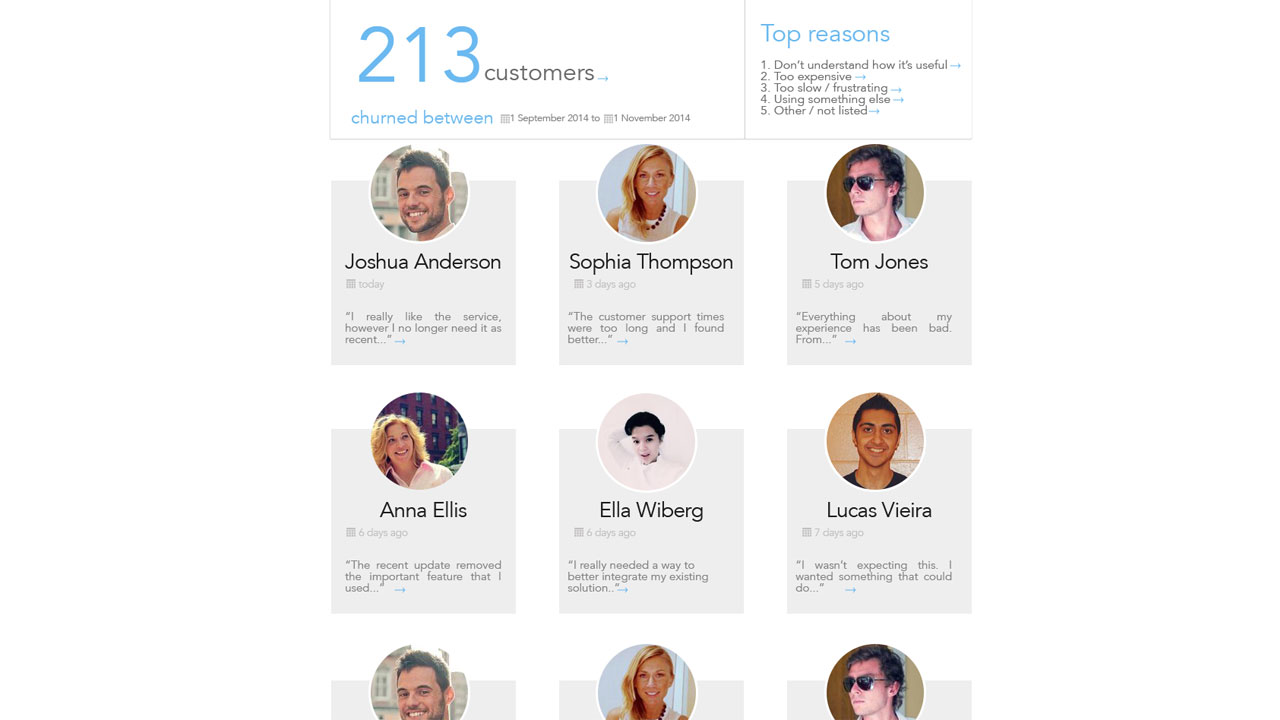 213 customers→
churned between 1 September 2014 to 1 November 2014
Top reasons
1. Don’t understand how it’s useful →
2. Too expensive →
3. Too slow / frustrating →
4. Using something else →
5. Other / not listed→
Joshua Anderson
today
“I really like the service,
however I no longer need it as
recent...” →
Sophia Thompson
3 days ago
“The customer support times
were too long and I found
better...” →
Tom Jones
5 days ago
“Everything about my
experience has been bad.
From...” →
Anna Ellis
6 days ago
“The recent update removed
the important feature that I
used...” →
Ella Wiberg
6 days ago
“I really needed a way to
better integrate my existing
solution..”→
Lucas Vieira
7 days ago
“I wasn’t expecting this. I
wanted something that could
do...” →